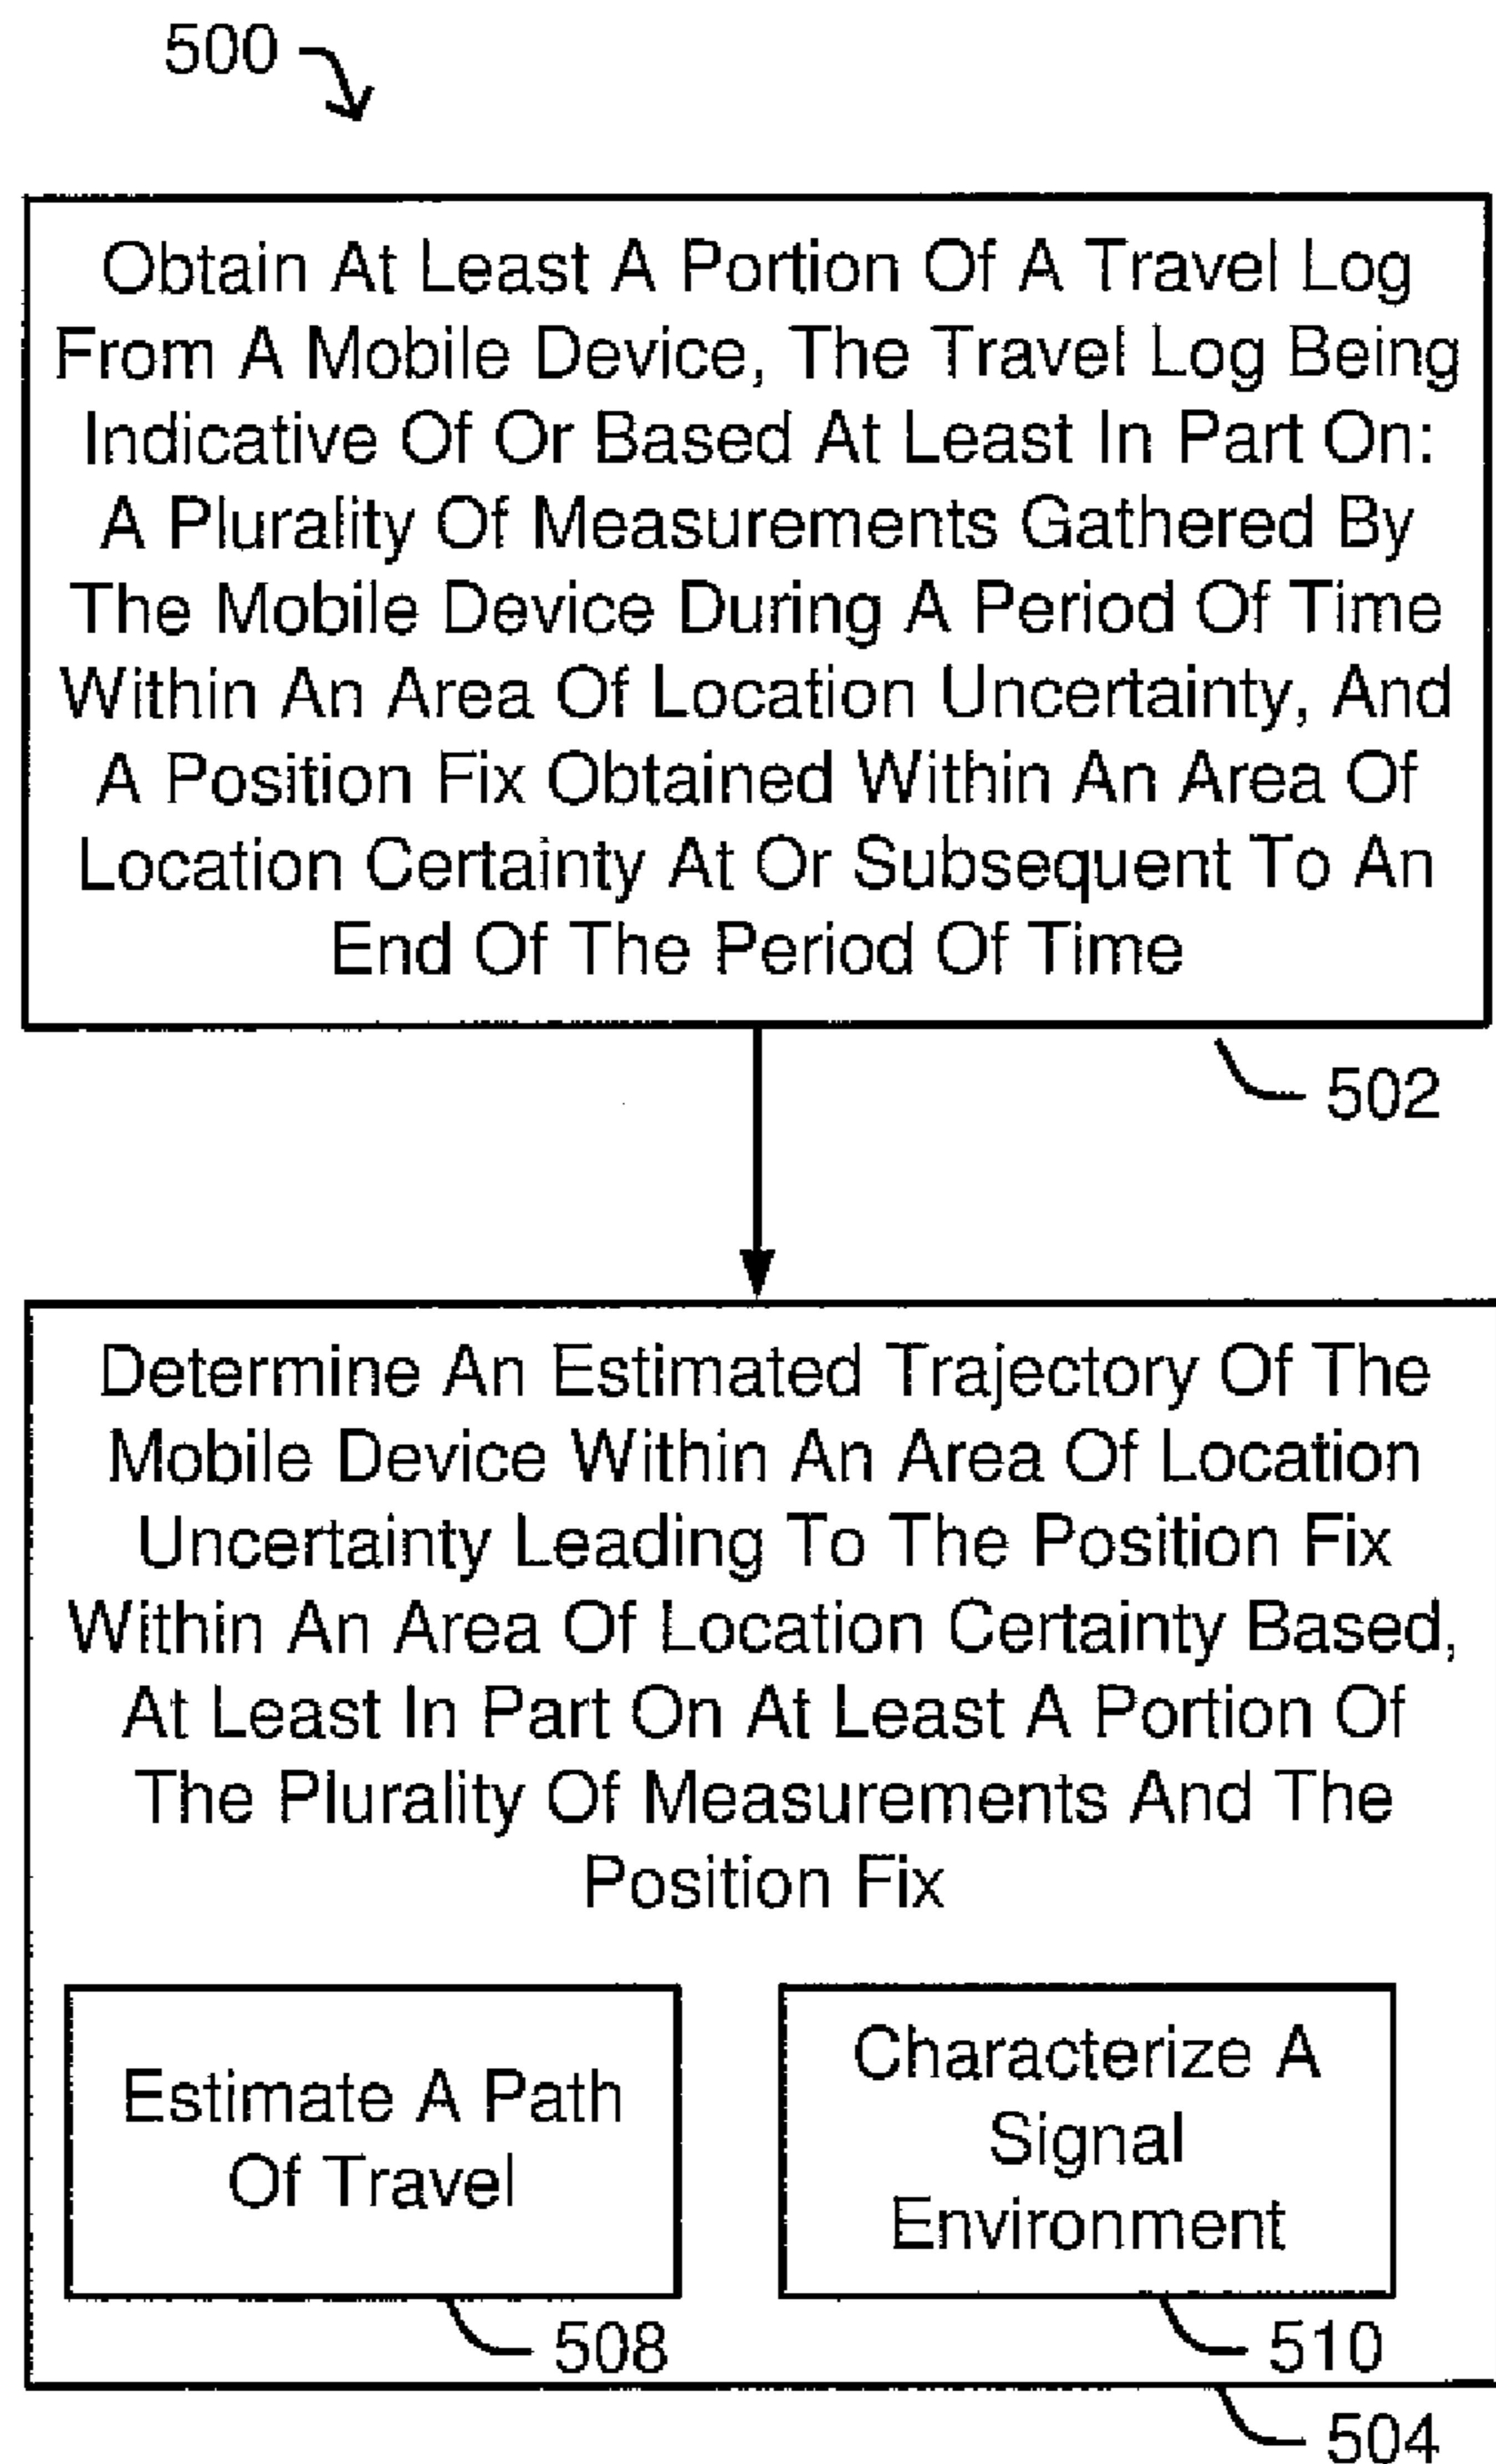 500
Obtain At Least A Portion Of A Travel Log
From A Mobile Device, The Travel Log Being
Indicative Of Or Based At Least In Part On:
A Plurality Of Measurements Gathered By
The Mobile Device During A Period Of Time
Within An Area Of Location Uncertainty, And
A Position Fix Obtained Within An Area Of
Location Certainty At Or Subsequent To An
End Of The Period Of Time
502
Determine An Estimated Trajectory Of The
Mobile Device Within An Area Of Location
Uncertainty Leading To The Position Fix
Within An Area Of Location Certainty Based,
At Least In Part On At Least A Portion Of
The Plurality Of Measurements And The
Position Fix
Estimate A Path
Of Travel
508
Characterize A
Signal
Environment
510
504